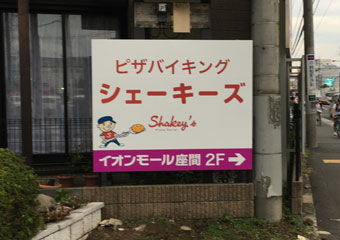 ピザバイキング
シェーキーズ
Shakey's
イオンモール座間 2F→